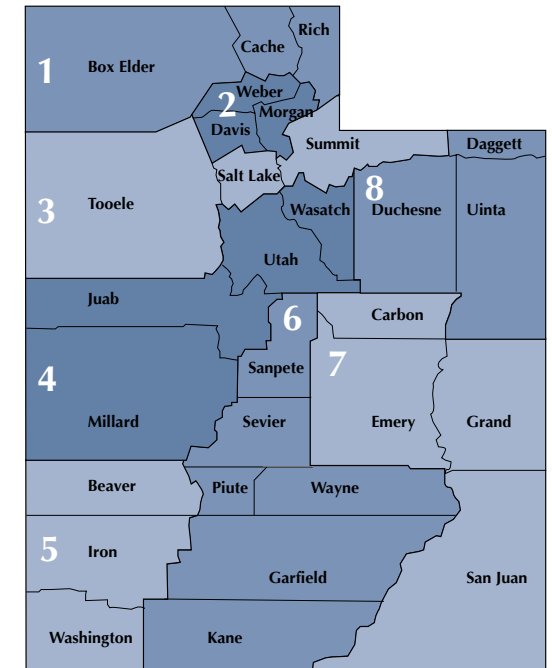 Rich
Cache
1
Box Elder
Weber
2
Morgan
Davis
Summit
Daggett
Salt Lake
8
3
Tooele
Wasatch
Duchesne
Uinta
Utah
Juab
6
Carbon
7
Sanpete
4
Millard
Sevier
Emery
Grand
Beaver
Piute
Wayne
5
Iron
Garfield
San Juan
Washington
Kane